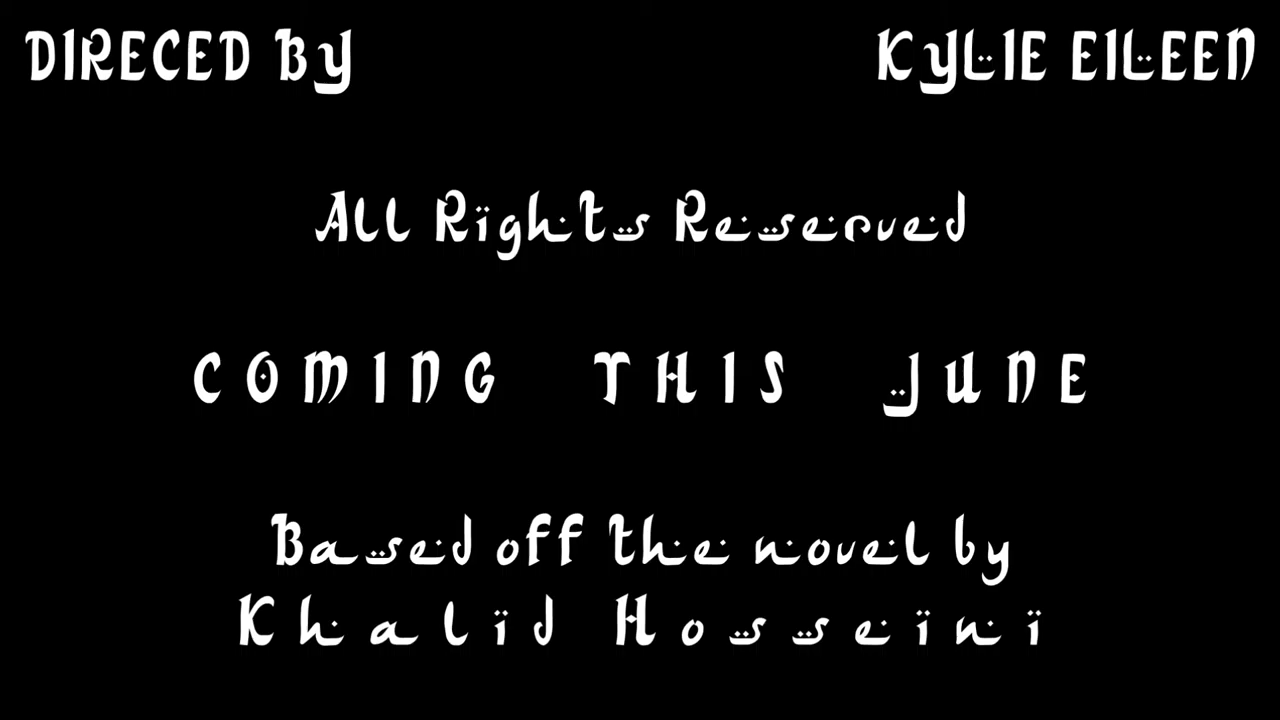 DIRECED By KYLIE EILEEN
All Rights Reserved
COMING THIS JUNE
Based off the novel by
Khalid Hosseini